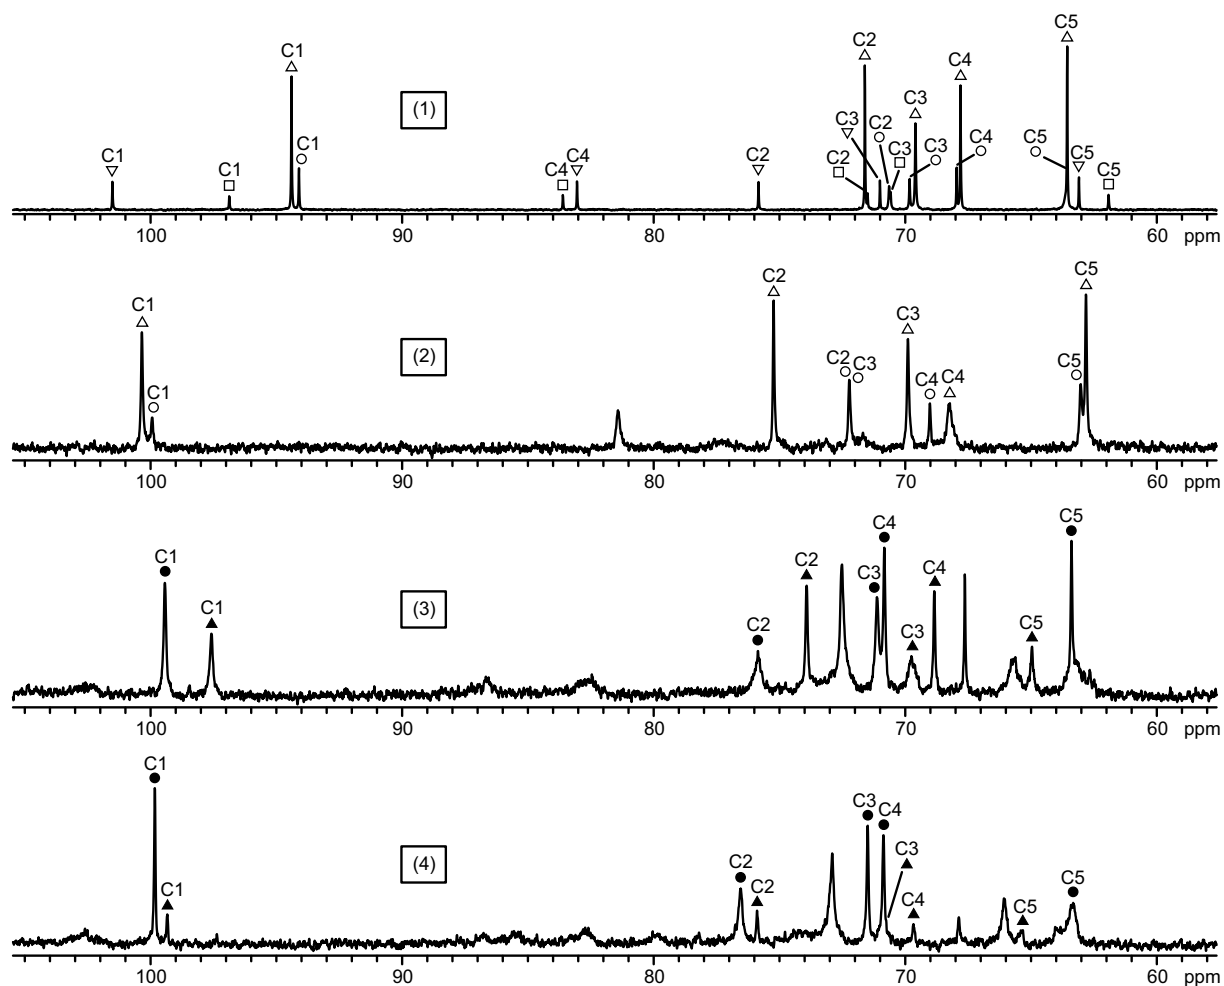 C5
C1 C2
C4
C3
C3 C2
C1 C1 C1 (1) C4 C4 C2 C2 C3 C3 C4 C5 C5 C5
100 90 80 70 60 ppm
C2 C5
C1
C3
C1 (2) C2 C3 C4 C4 C5
100 90 80 70 60 ppm
C4 C5
C1 C2 C3 C4
C1 (3) C2 C3 C5
100 90 80 70 60 ppm
C1
C3 C4
C1 (4) C2 C2 C3 C4 C5 C5
100 90 80 70 60 ppm